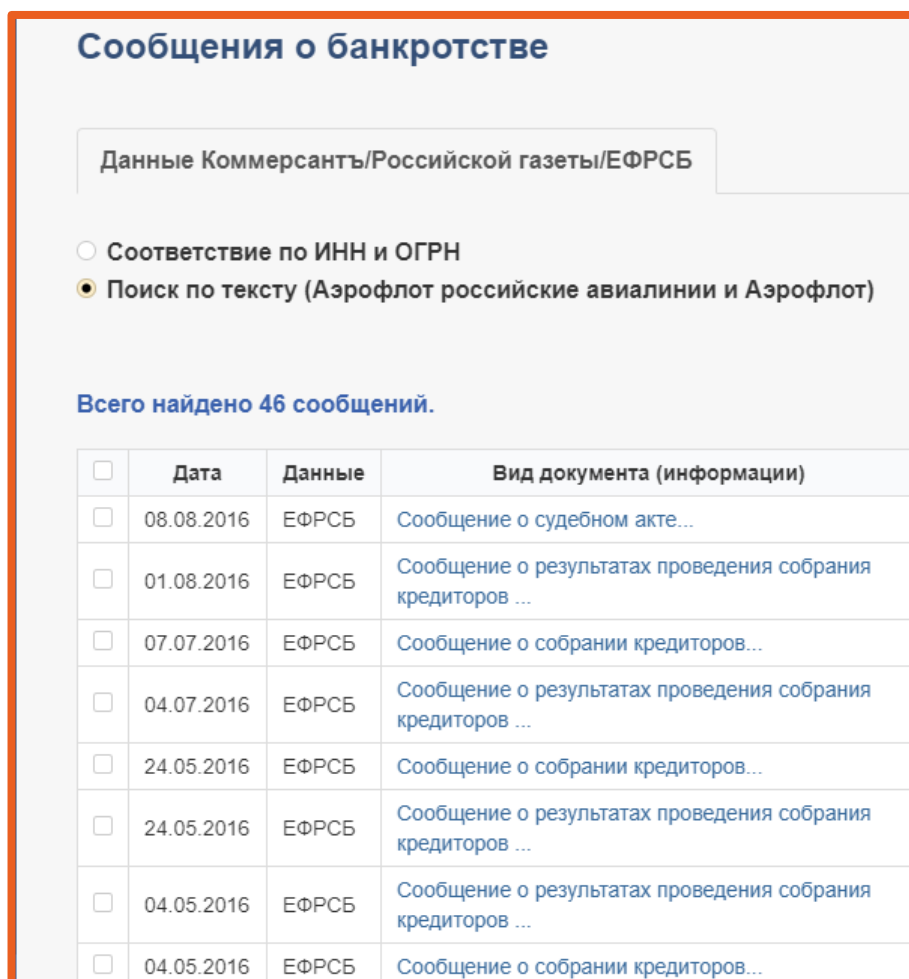 Сообщения о банкротстве
Данные Коммерсантъ/Российской газеты/ЕФРСБ
Соответствие по ИНН и ОГРН
Поиск по тексту (Аэрофлот российские авиалинии и Аэрофлот)
Всего найдено 46 сообщений.
Дата Данные Вид документа (информации)
08.08.2016 ЕФРСБ Сообщение о судебном акте...
01.08.2016 ЕФРСБ Сообщение о результатах проведения собрания
кредиторов ...
07.07.2016 ЕФРСБ Сообщение о собрании кредиторов...
04.07.2016 ЕФРСБ Сообщение о результатах проведения собрания
кредиторов ...
24.05.2016 ЕФРСБ Сообщение о собрании кредиторов...
24.05.2016 ЕФРСБ Сообщение о результатах проведения собрания
кредиторов ...
04.05.2016 ЕФРСБ Сообщение о результатах проведения собрания
кредиторов ...
04.05.2016 ЕФРСБ Сообщение о собрании кредиторов...